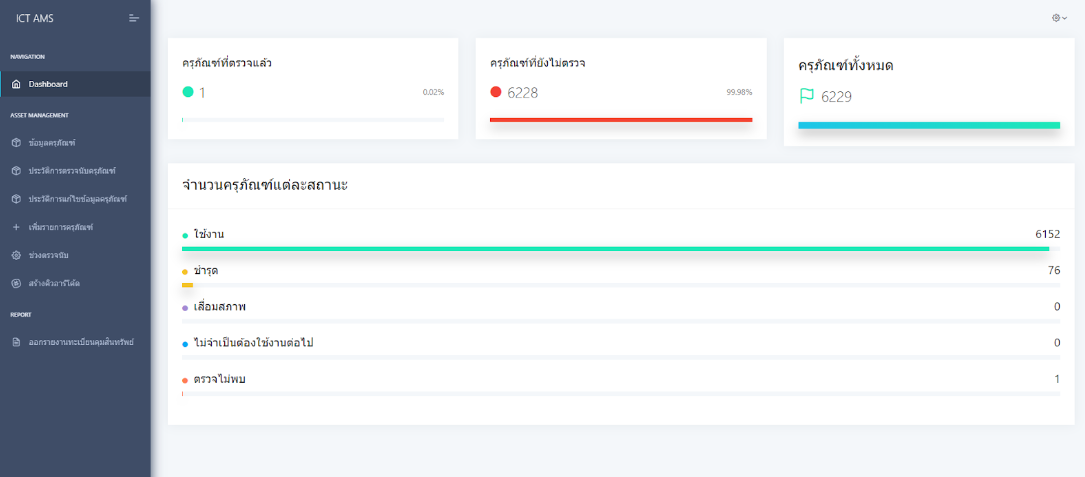 ICT AMS
NAVIGATION
Dashboard
ASSET MANAGEMENT
ข้อมูลครุภัณฑ์
ประวัติการตรวจนับครุภัณฑ์
ประวัติการแก้ไขข้อมูลครุภัณฑ์
เพิ่มรายการครุภัณฑ์
ช่วงตรวจนับ
สร้างคิวอาร์โค้ด
REPORT
ออกรายงานทะเบียนคุมสินทรัพย์
ครุภัณฑ์ที่ตรวจแล้ว
1 0.02%
ครุภัณฑ์ที่ยังไม่ตรวจ
6228 99.98%
ครุภัณฑ์ทั้งหมด
6229
จำนวนครุภัณฑ์แต่ละสถานะ
ใช้งาน 6152
ชำรุด 76
เสื่อมสภาพ 0
ไม่จำเป็นต้องใช้งานต่อไป 0
ตรวจไม่พบ 1